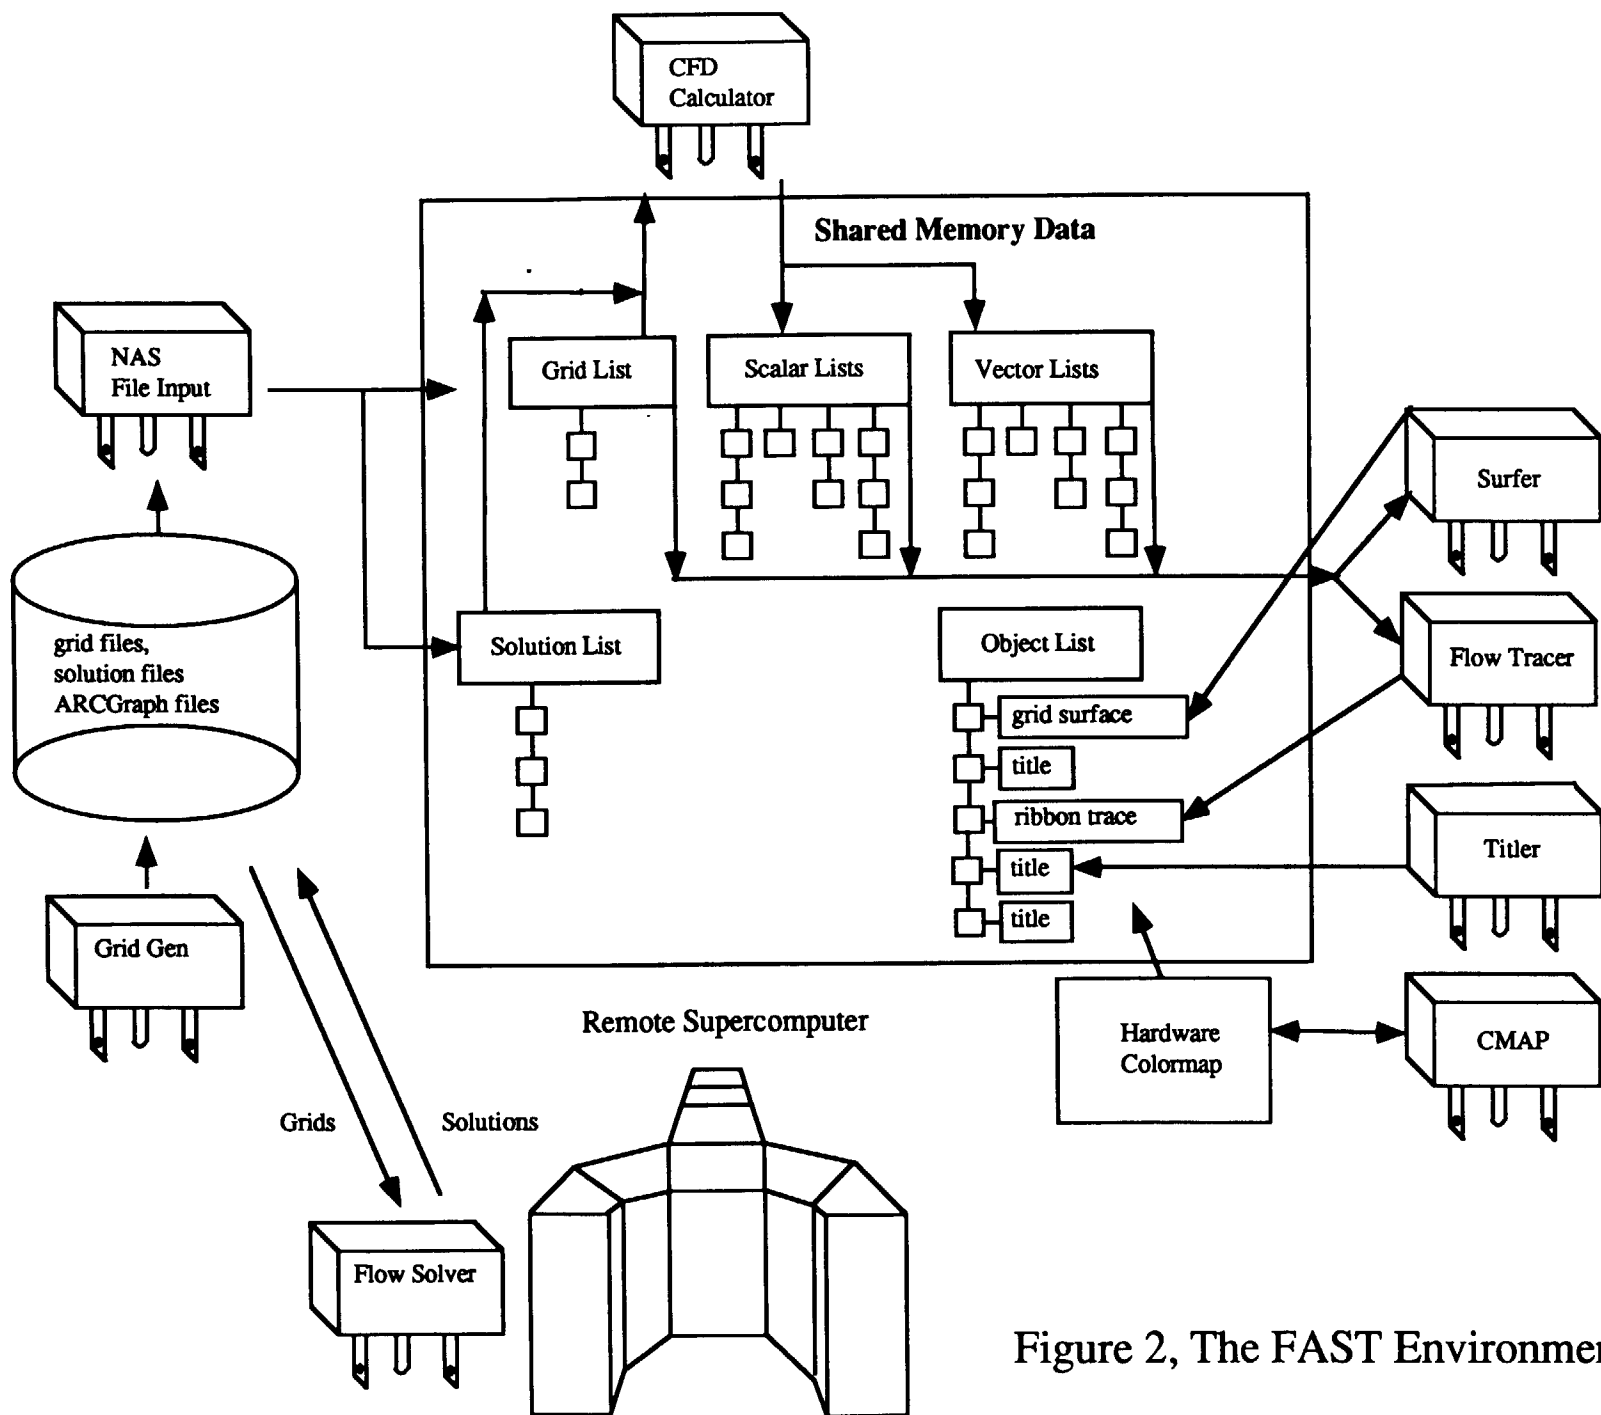 CFD
Calculator
Shared Memory Data
NAS
File Input
Grid List
Scalar Lists
Vector Lists
Surfer
grid files,
solution files
ARCGraph files
Solution List
Object List
Flow Tracer
grid surface
title
ribbon trace
title
title
Titler
Grid Gen
Remote Supercomputer
Hardware
Colormap
CMAP
Grids
Solutions
Flow Solver
Figure 2, The FAST Environmen